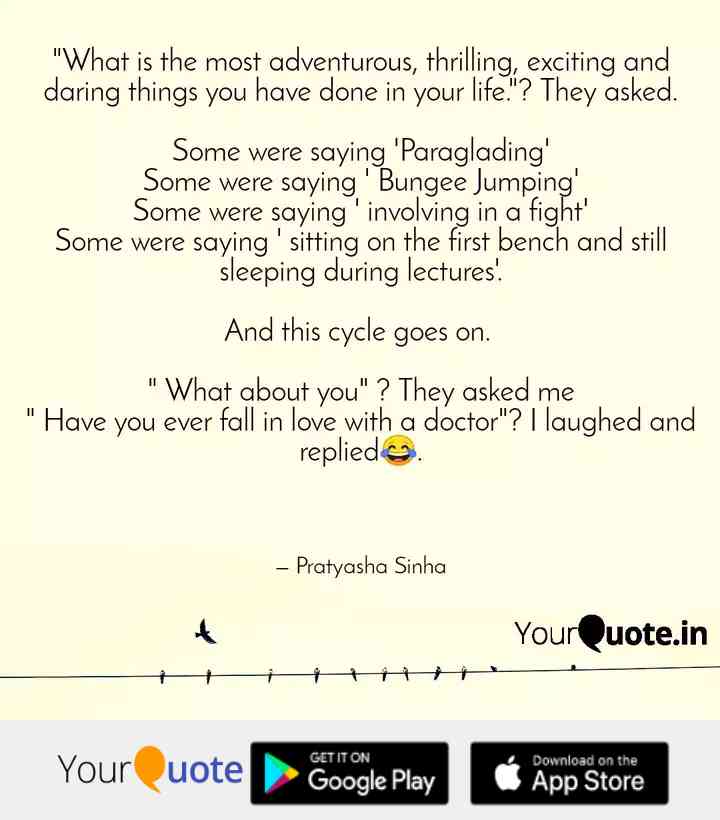 "What is the most adventurous, thrilling, exciting and
daring things you have done in your life."? They asked.
Some were saying 'Paraglading'
Some were saying ' Bungee Jumping'
Some were saying ' involving in a fight'
Some were saying ' sitting on the first bench and still
sleeping during lectures'.
And this cycle goes on.
" What about you" ? They asked me
" Have you ever fall in love with a doctor"? I laughed and
replied😂.
– Pratyasha Sinha
YourQuote.in
YourQuote
GET IT ON
Google Play
Download on the
App Store